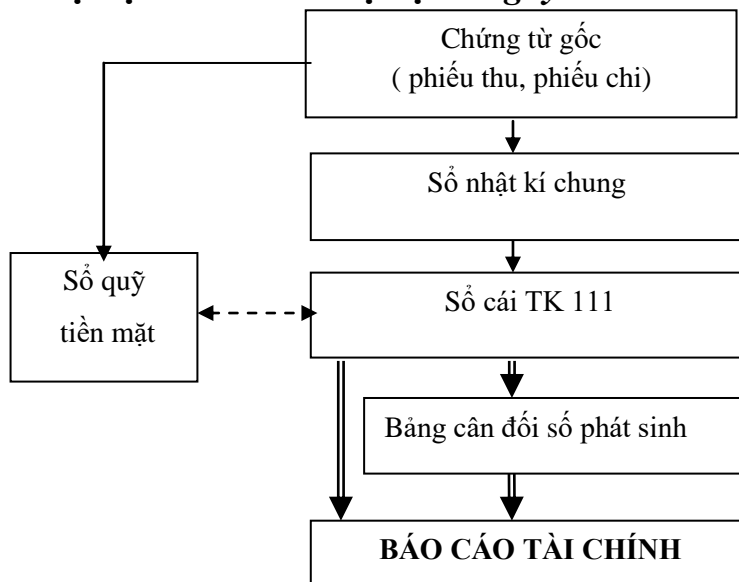 Chứng từ gốc
( phiếu thu, phiếu chi)
Sổ nhật kí chung
Sổ quỹ
tiền mặt
Sổ cái TK 111
Bảng cân đối số phát sinh
BÁO CÁO TÀI CHÍNH